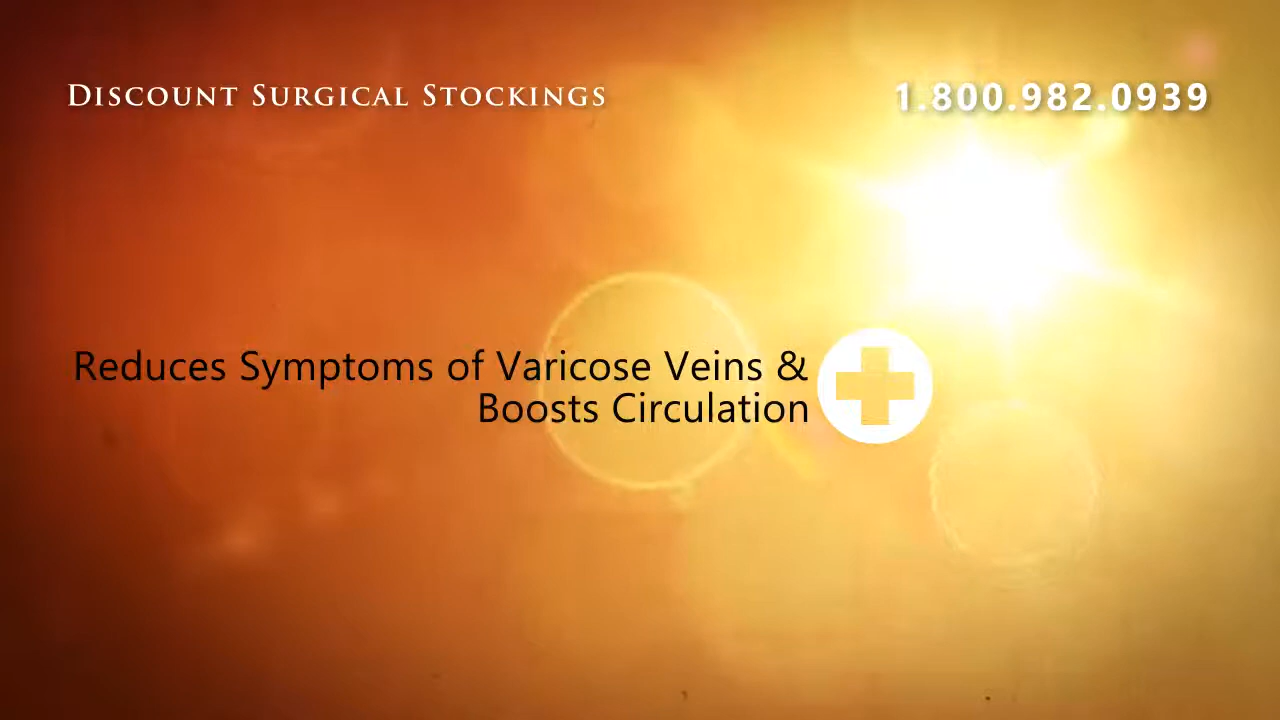 Discount Surgical Stockings
1.800.982.0939
Reduces Symptoms of Varicose Veins &
Boosts Circulation